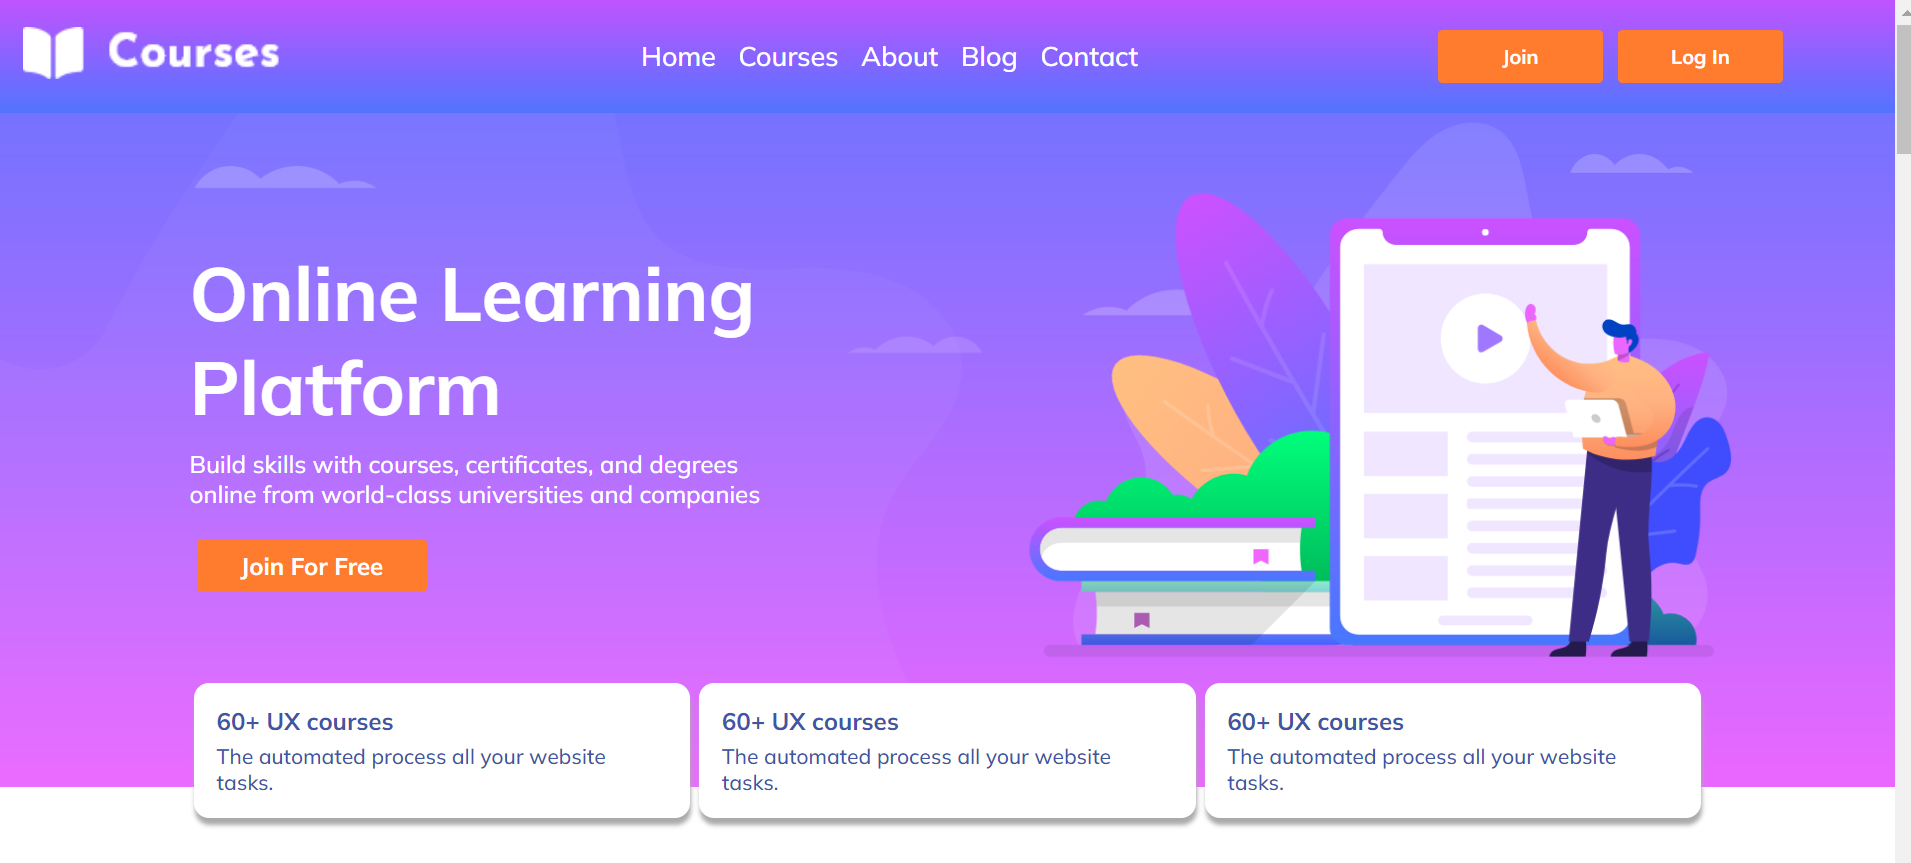 Courses
Home Courses About Blog Contact
Join
Log In
Online Learning
Platform
Build skills with courses, certificates, and degrees
online from world-class universities and companies
Join For Free
60+ UX courses
The automated process all your website
tasks.
60+ UX courses
The automated process all your website
tasks.
60+ UX courses
The automated process all your website
tasks.